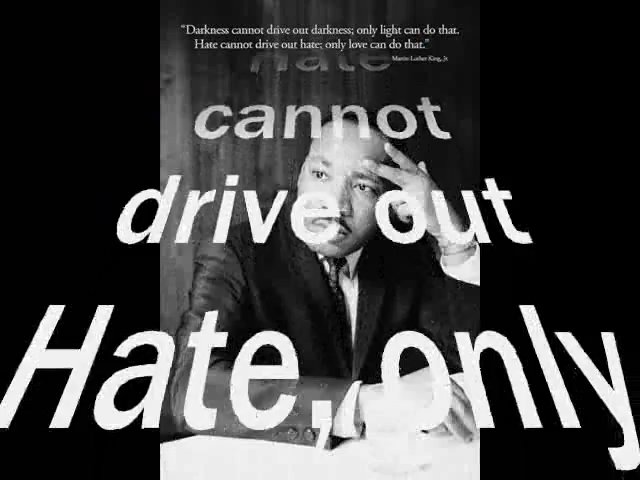 “Darkness cannot drive out darkness; only light can do that.
Hate cannot drive out hate; only love can do that.”
Martin Luther King, Jr.
Hate
cannot
drive out
Hate, only